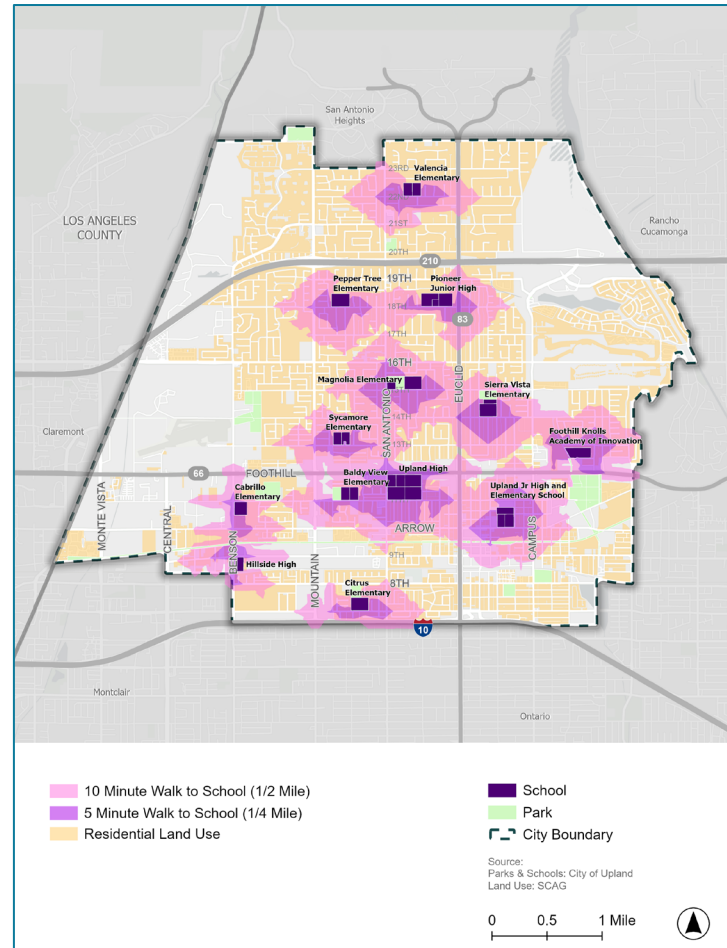 San Antonio
Heights
23RD
Valencia
Elementary
21ST
LOS ANGELES
COUNTY
Rancho
Cucamonga
20TH
210
Pepper Tree
Elementary
19TH
Pioneer
Junior High
18TH
83
17TH
16TH
Magnolia Elementary
EUCLID
Sierra Vista
Elementary
SAN ANTONIO
14TH
Sycamore
Elementary
13TH
Foothill Knolls
Academy of Innovation
Claremont
66
FOOTHILL
Baldy View
Elementary
Upland High
Cabrillo
Elementary
Upland Jr High and
Elementary School
MONTE VISTA
CENTRAL
BENSON
MOUNTAIN
ARROW
CAMPUS
9TH
Hillside High
8TH
Citrus
Elementary
10
Montclair
Ontario
10 Minute Walk to School (1/2 Mile)
5 Minute Walk to School (1/4 Mile)
Residential Land Use
School
Park
City Boundary
Source:
Parks & Schools: City of Upland
Land Use: SCAG
0 0.5 1 Mile